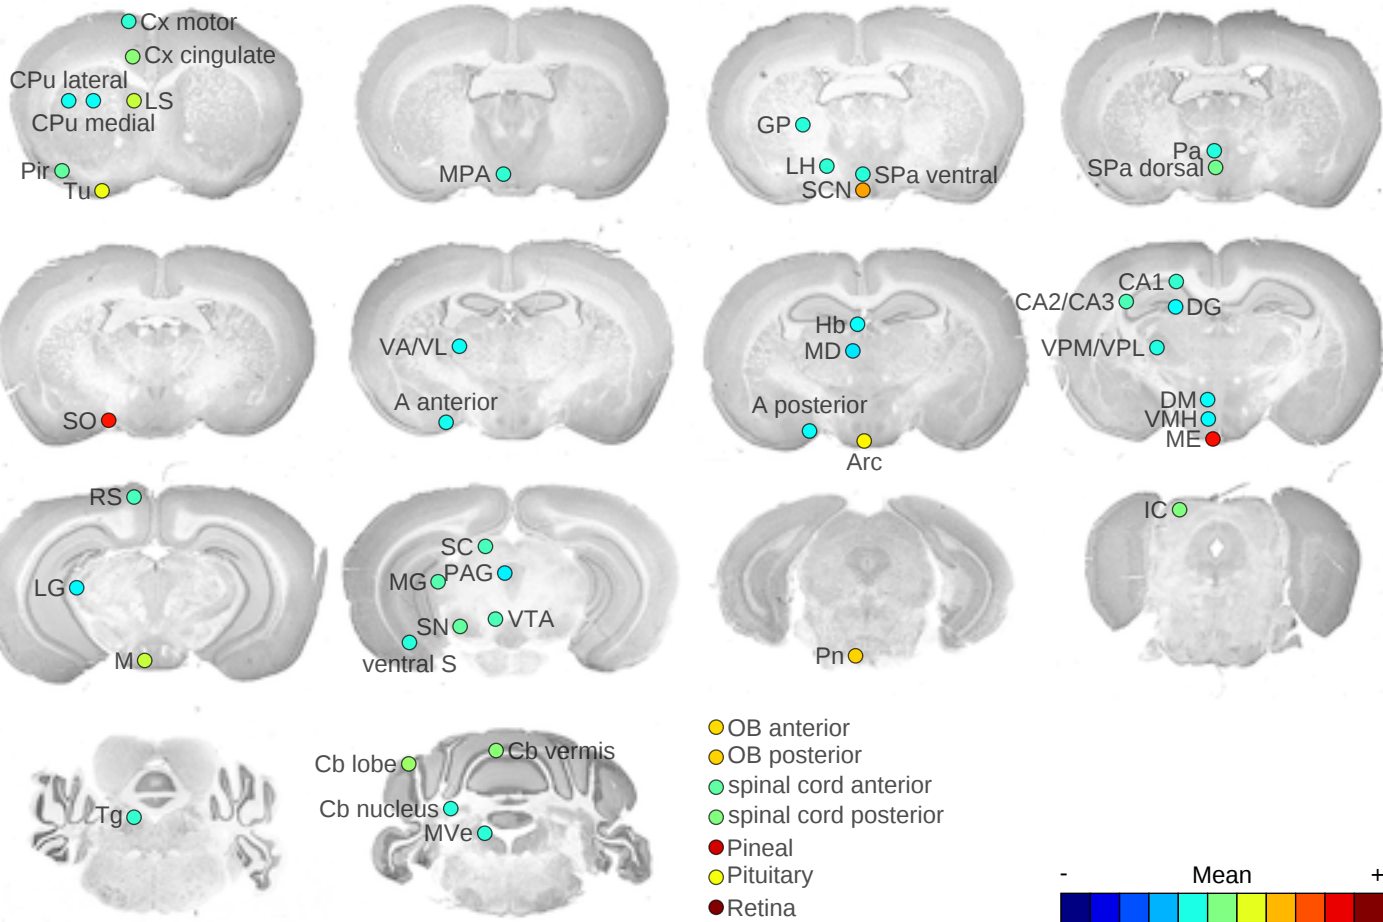 Cx motor
Cx cingulate
CPu lateral
LS
CPu medial
Pir
Tu
MPA
GP
LH
SPa ventral
SCN
Pa
SPa dorsal
SO
VA/VL
A anterior
Hb
MD
A posterior
Arc
CA1
CA2/CA3
DG
VPM/VPL
DM
VMH
ME
RS
LG
M
SC
MG
PAG
SN
VTA
ventral S
Pn
IC
Tg
Cb lobe
Cb vermis
Cb nucleus
MVe
OB anterior
OB posterior
spinal cord anterior
spinal cord posterior
Pineal
Pituitary
Retina
- Mean +